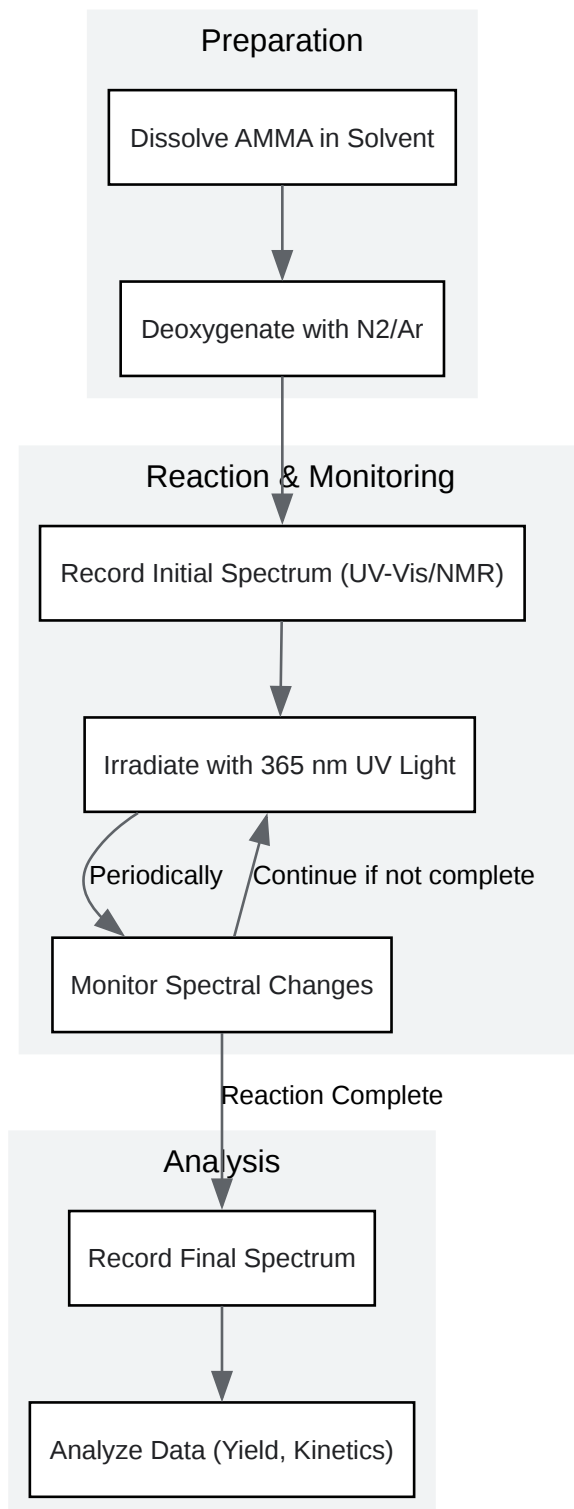 Preparation
Dissolve AMMA in Solvent
Deoxygenate with N2/Ar
Reaction & Monitoring
Record Initial Spectrum (UV-Vis/NMR)
Irradiate with 365 nm UV Light
Periodically
Continue if not complete
Monitor Spectral Changes
Reaction Complete
Analysis
Record Final Spectrum
Analyze Data (Yield, Kinetics)